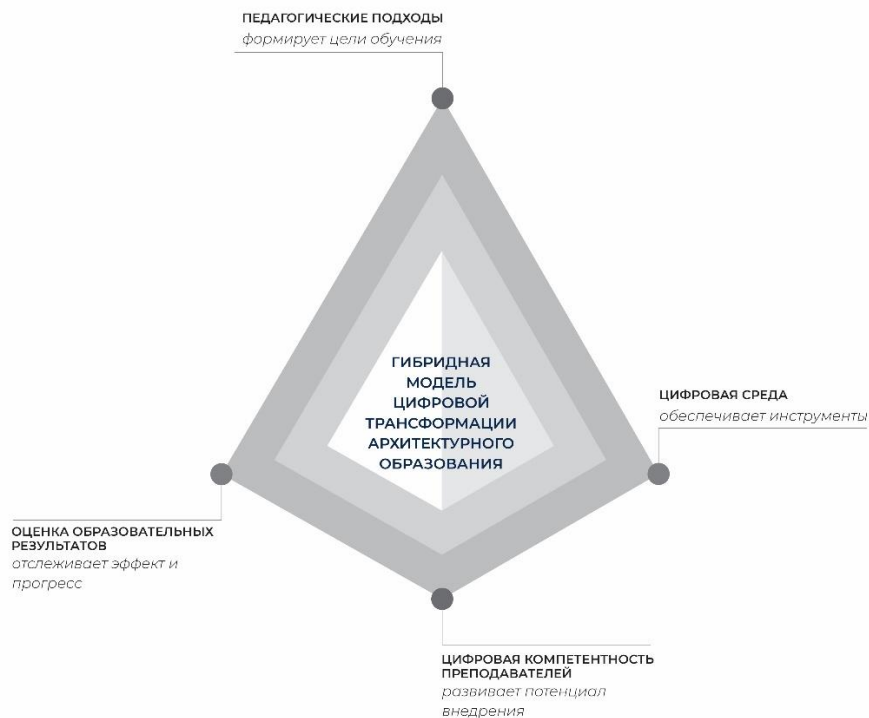 ПЕДАГОГИЧЕСКИЕ ПОДХОДЫ
формирует цели обучения
ГИБРИДНАЯ
МОДЕЛЬ
ЦИФРОВОЙ
ТРАНСФОРМАЦИИ
АРХИТЕКТУРНОГО
ОБРАЗОВАНИЯ
ЦИФРОВАЯ СРЕДА
обеспечивает инструменты
ОЦЕНКА ОБРАЗОВАТЕЛЬНЫХ
РЕЗУЛЬТАТОВ
отслеживает эффект и
прогресс
ЦИФРОВАЯ КОМПЕТЕНТНОСТЬ
ПРЕПОДАВАТЕЛЕЙ
развивает потенциал
внедрения